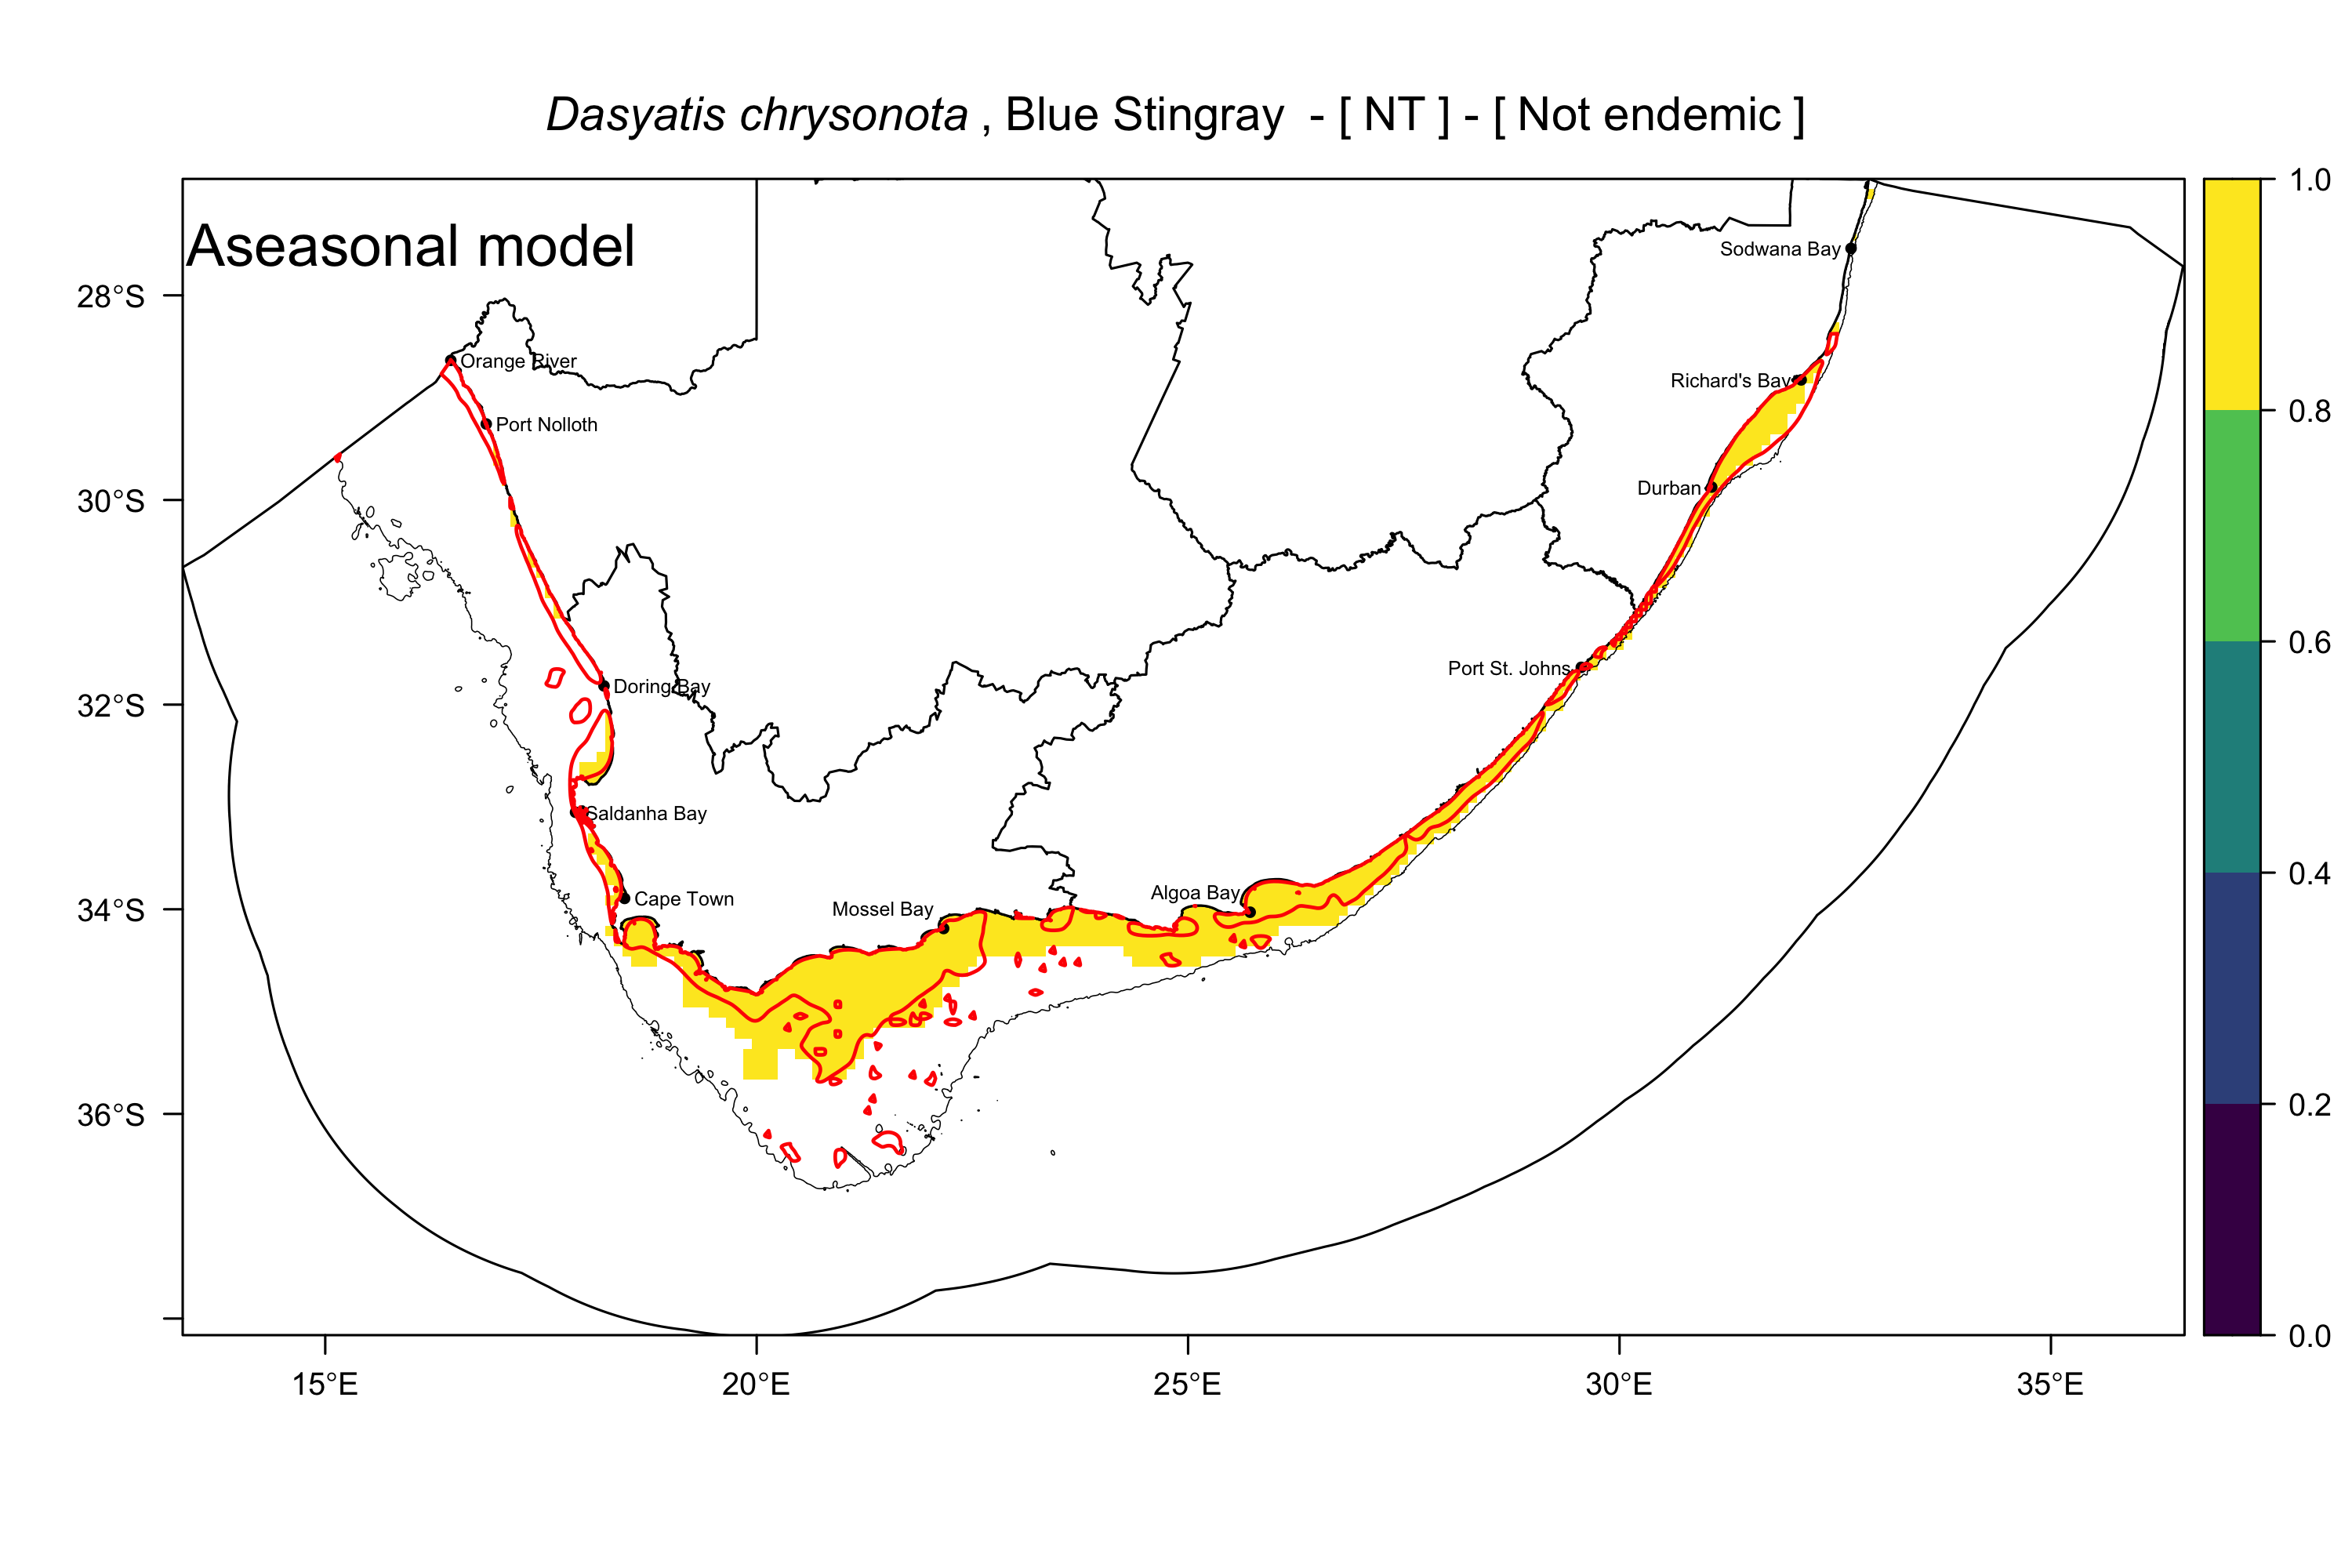 Dasyatis chrysonota , Blue Stingray - [ NT ] - [ Not endemic ]
Aseasonal model
Sodwana Bay
Orange River
Richard's Bay
Port Nolloth
Durban
Port St. Johns
Doring Bay
Saldanha Bay
Cape Town
Mossel Bay
Algoa Bay
28°S
30°S
32°S
34°S
36°S
15°E
20°E
25°E
30°E
35°E
1.0
0.8
0.6
0.4
0.2
0.0